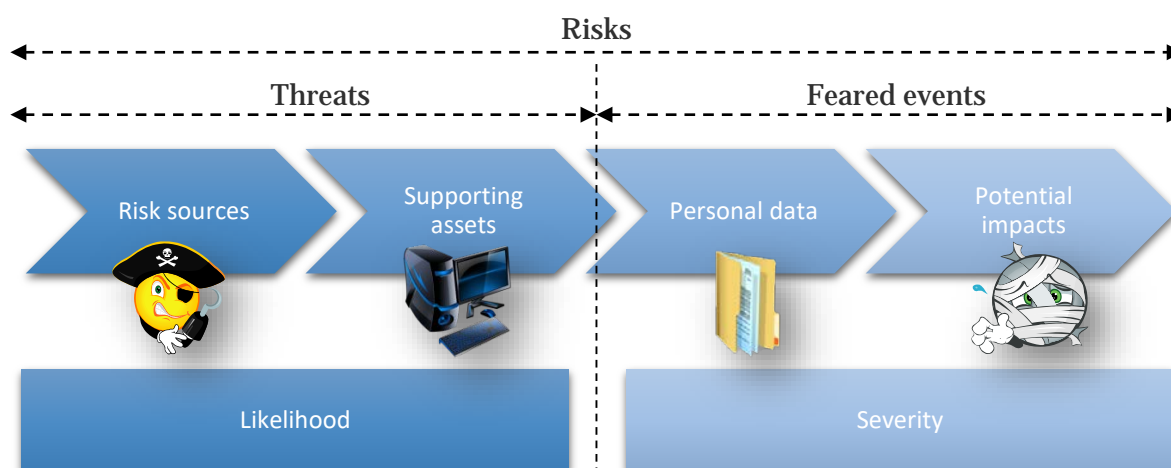 Risks
Threats
Feared events
Risk sources
Supporting
assets
Personal data
Potential
impacts
Likelihood
Severity